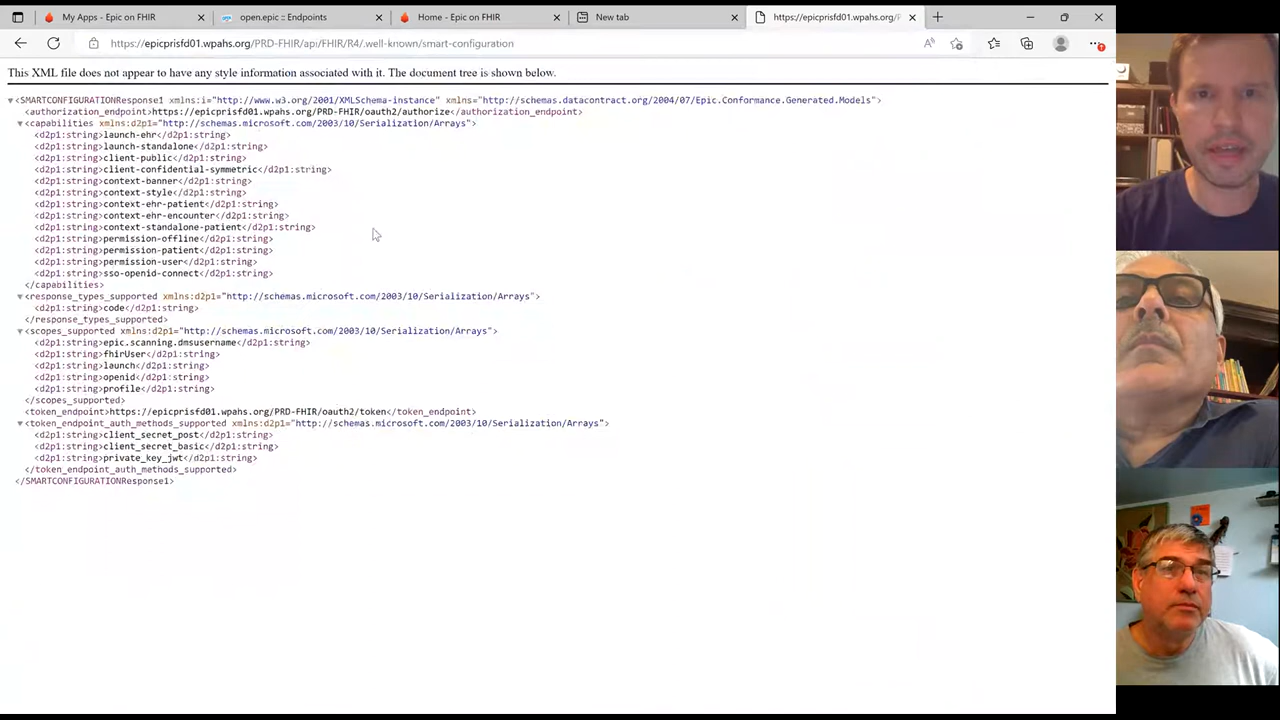 My Apps - Epic on FHIR
open.epic :: Endpoints
Home - Epic on FHIR
New tab
https://epicprisfd01.wpahs.org/P
https://epicprisfd01.wpahs.org/PRD-FHIR/api/FHIR/R4/.well-known/smart-configuration
This XML file does not appear to have any style information associated with it. The document tree is shown below.
<SMARTCONFIGURATIONResponse1 xmlns:i="http://www.w3.org/2001/XMLSchema-instance" xmlns="http://schemas.datacontract.org/2004/07/Epic.Conformance.Generated.Models">
<authorization_endpoint>https://epicprisfd01.wpahs.org/PRD-FHIR/oauth2/authorize</authorization_endpoint>
<capabilities xmlns:d2p1="http://schemas.microsoft.com/2003/10/Serialization/Arrays">
<d2p1:string>launch-ehr</d2p1:string>
<d2p1:string>launch-standalone</d2p1:string>
<d2p1:string>client-public</d2p1:string>
<d2p1:string>client-confidential-symmetric</d2p1:string>
<d2p1:string>context-banner</d2p1:string>
<d2p1:string>context-style</d2p1:string>
<d2p1:string>context-ehr-patient</d2p1:string>
<d2p1:string>context-ehr-encounter</d2p1:string>
<d2p1:string>context-standalone-patient</d2p1:string>
<d2p1:string>permission-offline</d2p1:string>
<d2p1:string>permission-patient</d2p1:string>
<d2p1:string>permission-user</d2p1:string>
<d2p1:string>sso-openid-connect</d2p1:string>
</capabilities>
<response_types_supported xmlns:d2p1="http://schemas.microsoft.com/2003/10/Serialization/Arrays">
<d2p1:string>code</d2p1:string>
</response_types_supported>
<scopes_supported xmlns:d2p1="http://schemas.microsoft.com/2003/10/Serialization/Arrays">
<d2p1:string>epic.scanning.dmsusername</d2p1:string>
<d2p1:string>fhirUser</d2p1:string>
<d2p1:string>launch</d2p1:string>
<d2p1:string>openid</d2p1:string>
<d2p1:string>profile</d2p1:string>
</scopes_supported>
<token_endpoint>https://epicprisfd01.wpahs.org/PRD-FHIR/oauth2/token</token_endpoint>
<token_endpoint_auth_methods_supported xmlns:d2p1="http://schemas.microsoft.com/2003/10/Serialization/Arrays">
<d2p1:string>client_secret_post</d2p1:string>
<d2p1:string>client_secret_basic</d2p1:string>
<d2p1:string>private_key_jwt</d2p1:string>
</token_endpoint_auth_methods_supported>
</SMARTCONFIGURATIONResponse1>